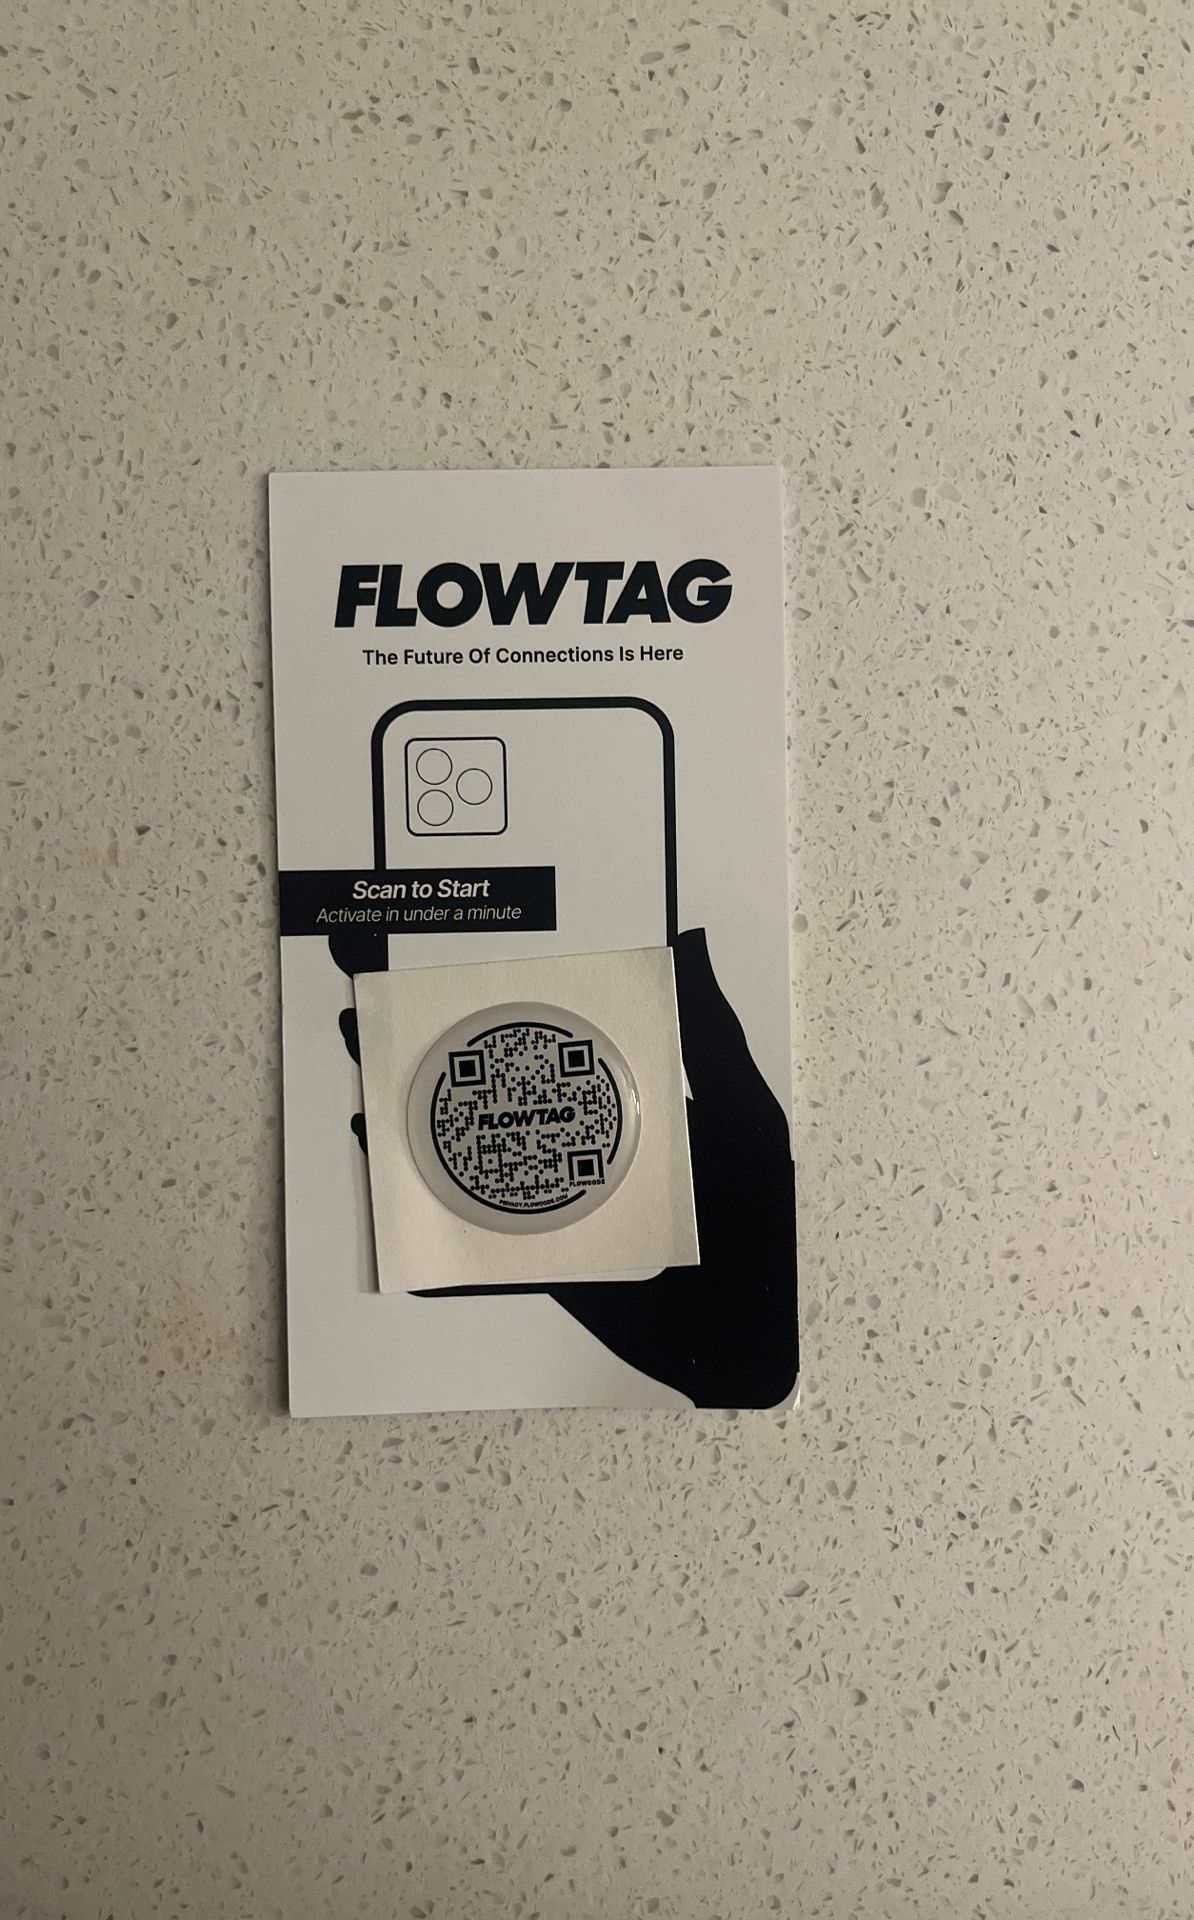 FLOWTAG
The Future Of Connections Is Here
Scan to Start
Activate in under a minute
FLOWTAG
FLOWCODE
PRIVACY.FLOWCODE.COM